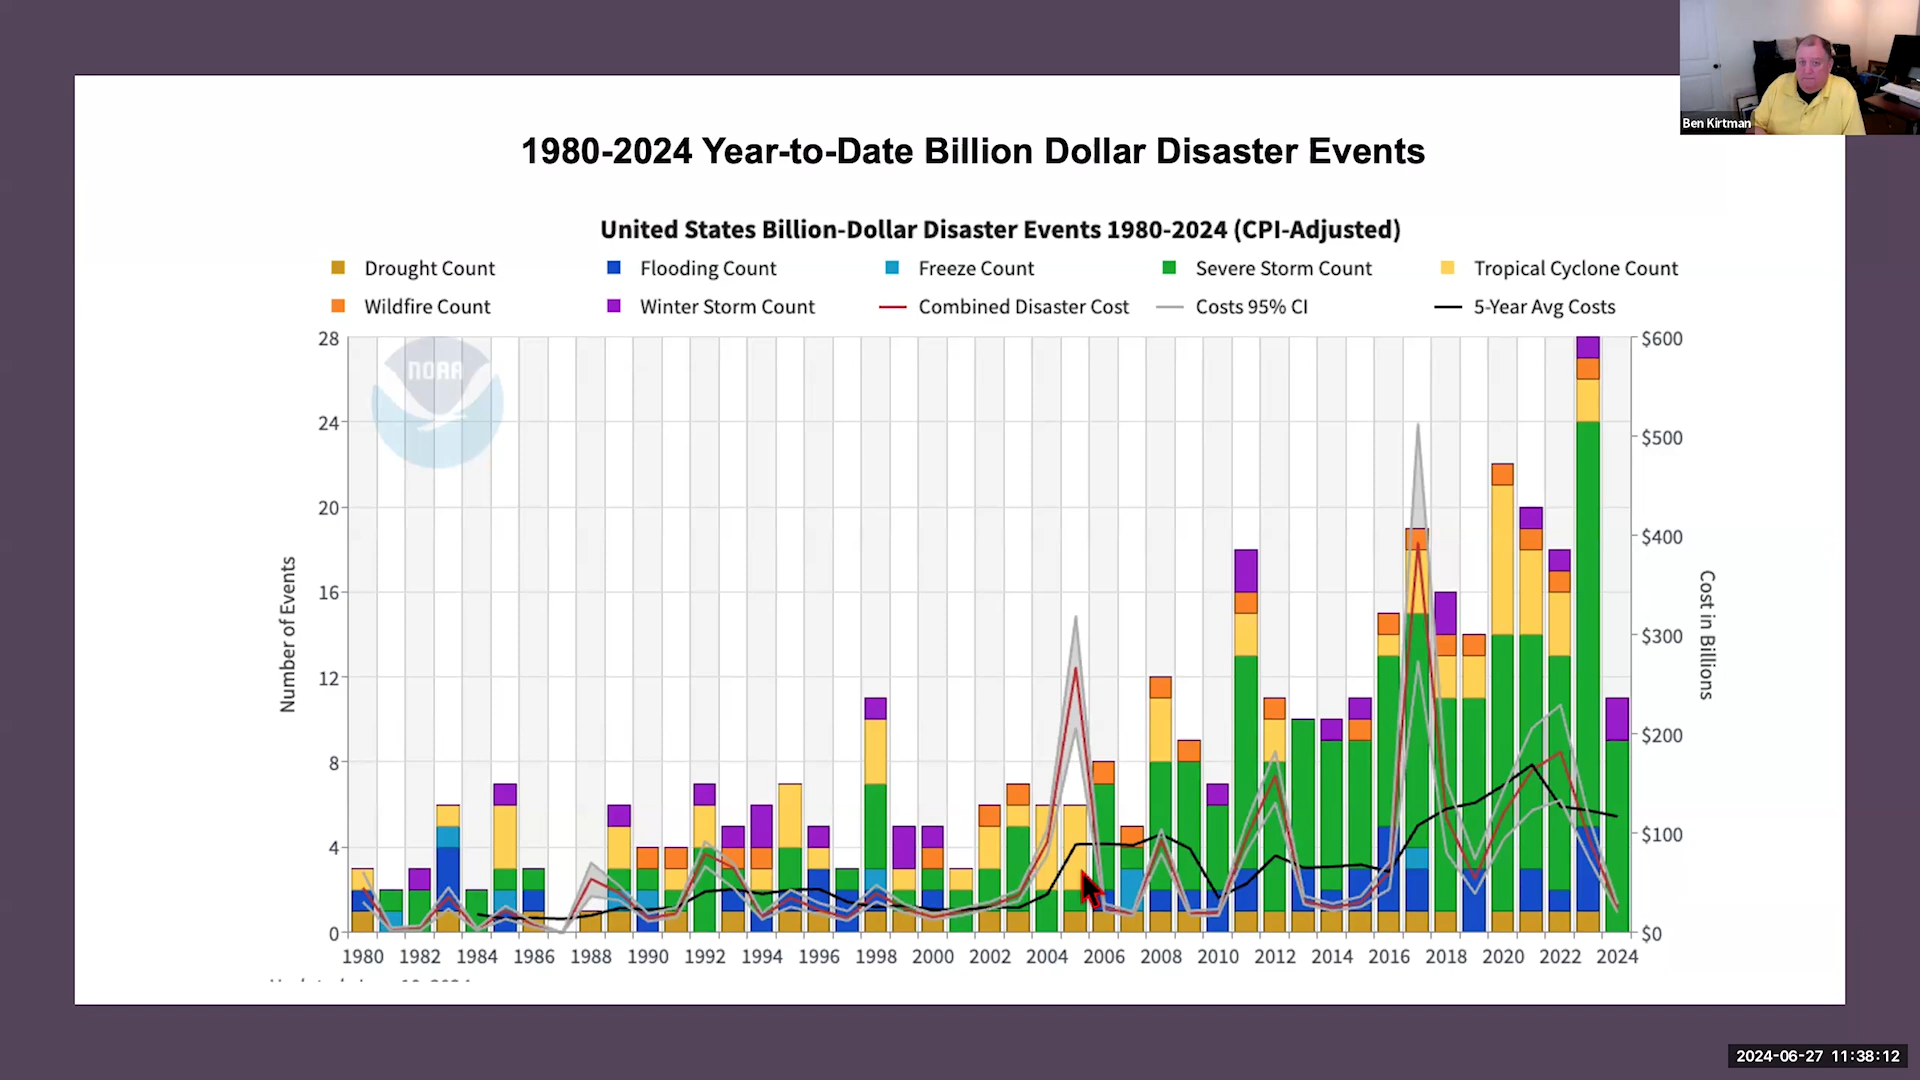 Ben Kirtman
1980-2024 Year-to-Date Billion Dollar Disaster Events
United States Billion-Dollar Disaster Events 1980-2024 (CPI-Adjusted)
Drought Count Flooding Count Freeze Count Severe Storm Count Tropical Cyclone Count
Wildfire Count Winter Storm Count Combined Disaster Cost Costs 95% CI 5-Year Avg Costs
NOAA
28 $600
24 $500
20 $400
16 $300
12 $200
8 $100
4 $0
0
Number of Events
Cost in Billions
1980 1982 1984 1986 1988 1990 1992 1994 1996 1998 2000 2002 2004 2006 2008 2010 2012 2014 2016 2018 2020 2022 2024
2024-06-27 11:38:12